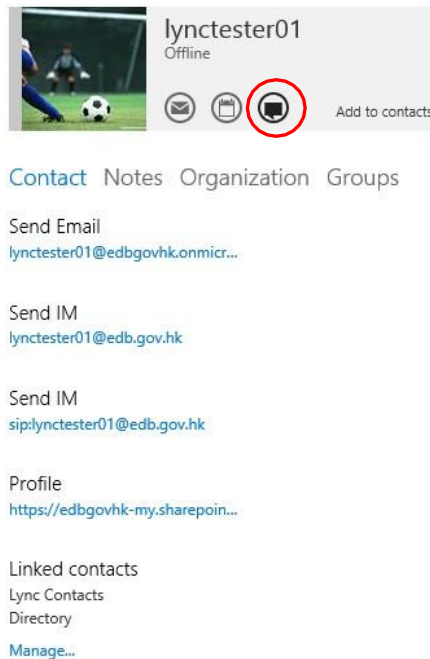 lynctester01
Offline
Add to contacts
Contact Notes Organization Groups
Send Email
lynctester01@edbgovhk.onmicr...
Send IM
lynctester01@edb.gov.hk
Send IM
sip:lynctester01@edb.gov.hk
Profile
https://edbgovhk-my.sharepoin...
Linked contacts
Lync Contacts
Directory
Manage...